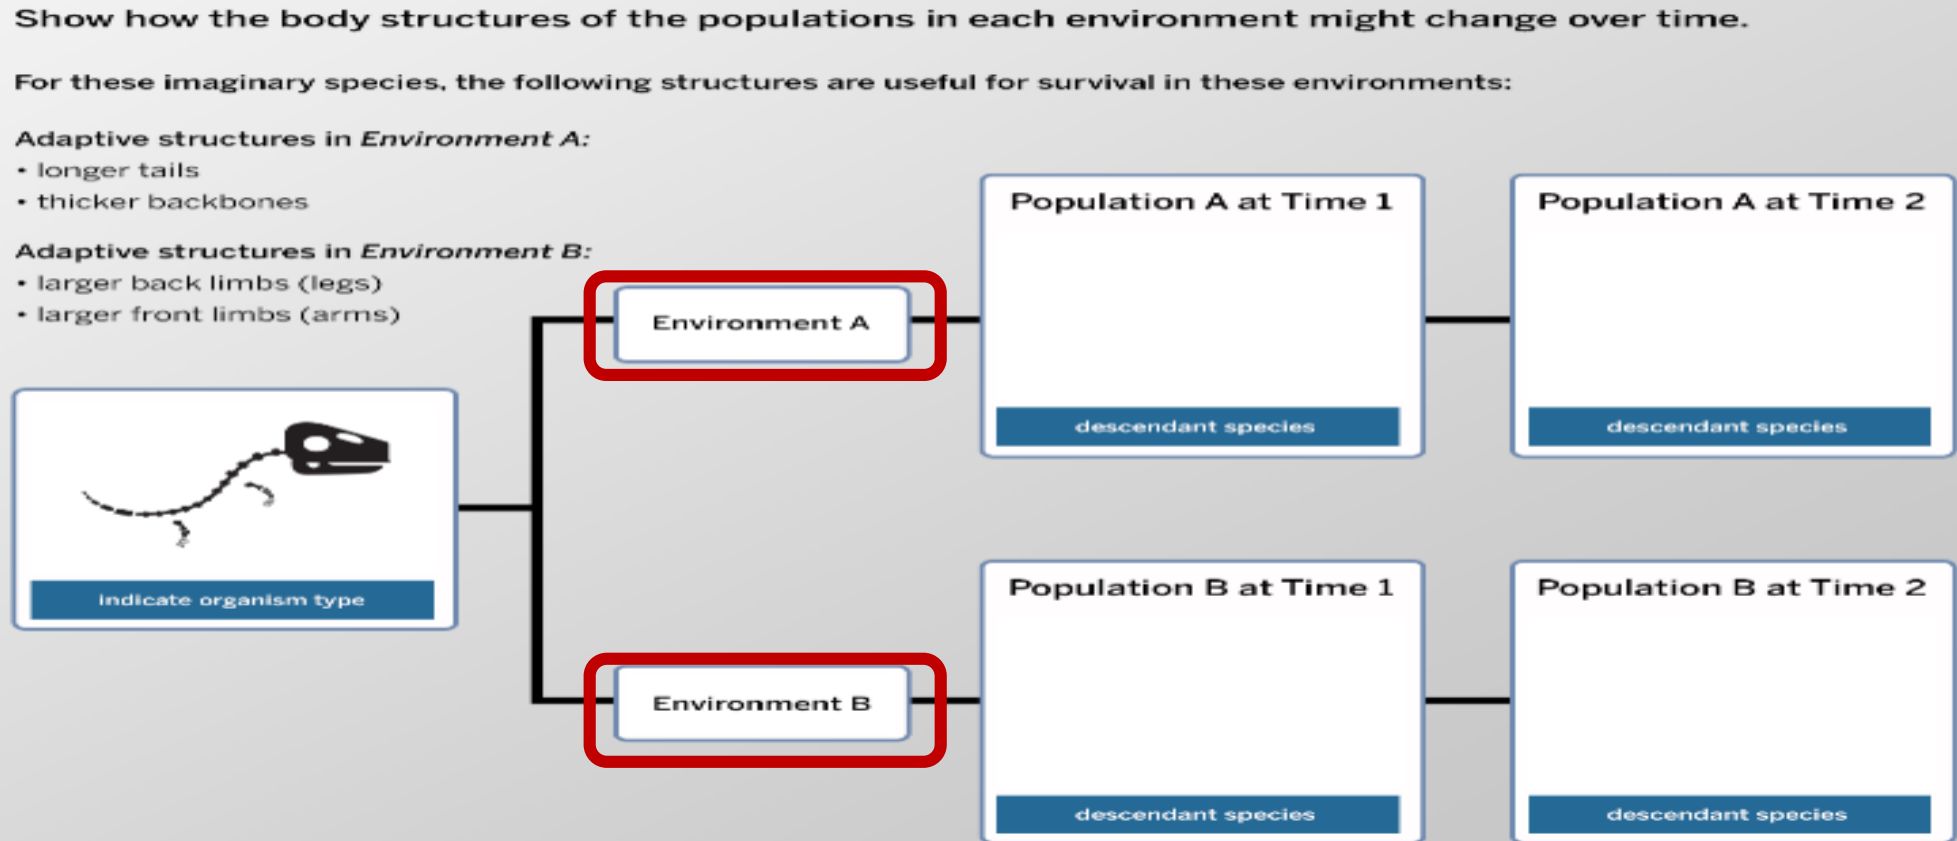 Show how the body structures of the populations in each environment might change over time.
For these imaginary species, the following structures are useful for survival in these environments:
Adaptive structures in Environment A:
• longer tails
• thicker backbones
Adaptive structures in Environment B:
• larger back limbs (legs)
• larger front limbs (arms)
indicate organism type
Environment A
Population A at Time 1
descendant species
Population A at Time 2
descendant species
Environment B
Population B at Time 1
descendant species
Population B at Time 2
descendant species